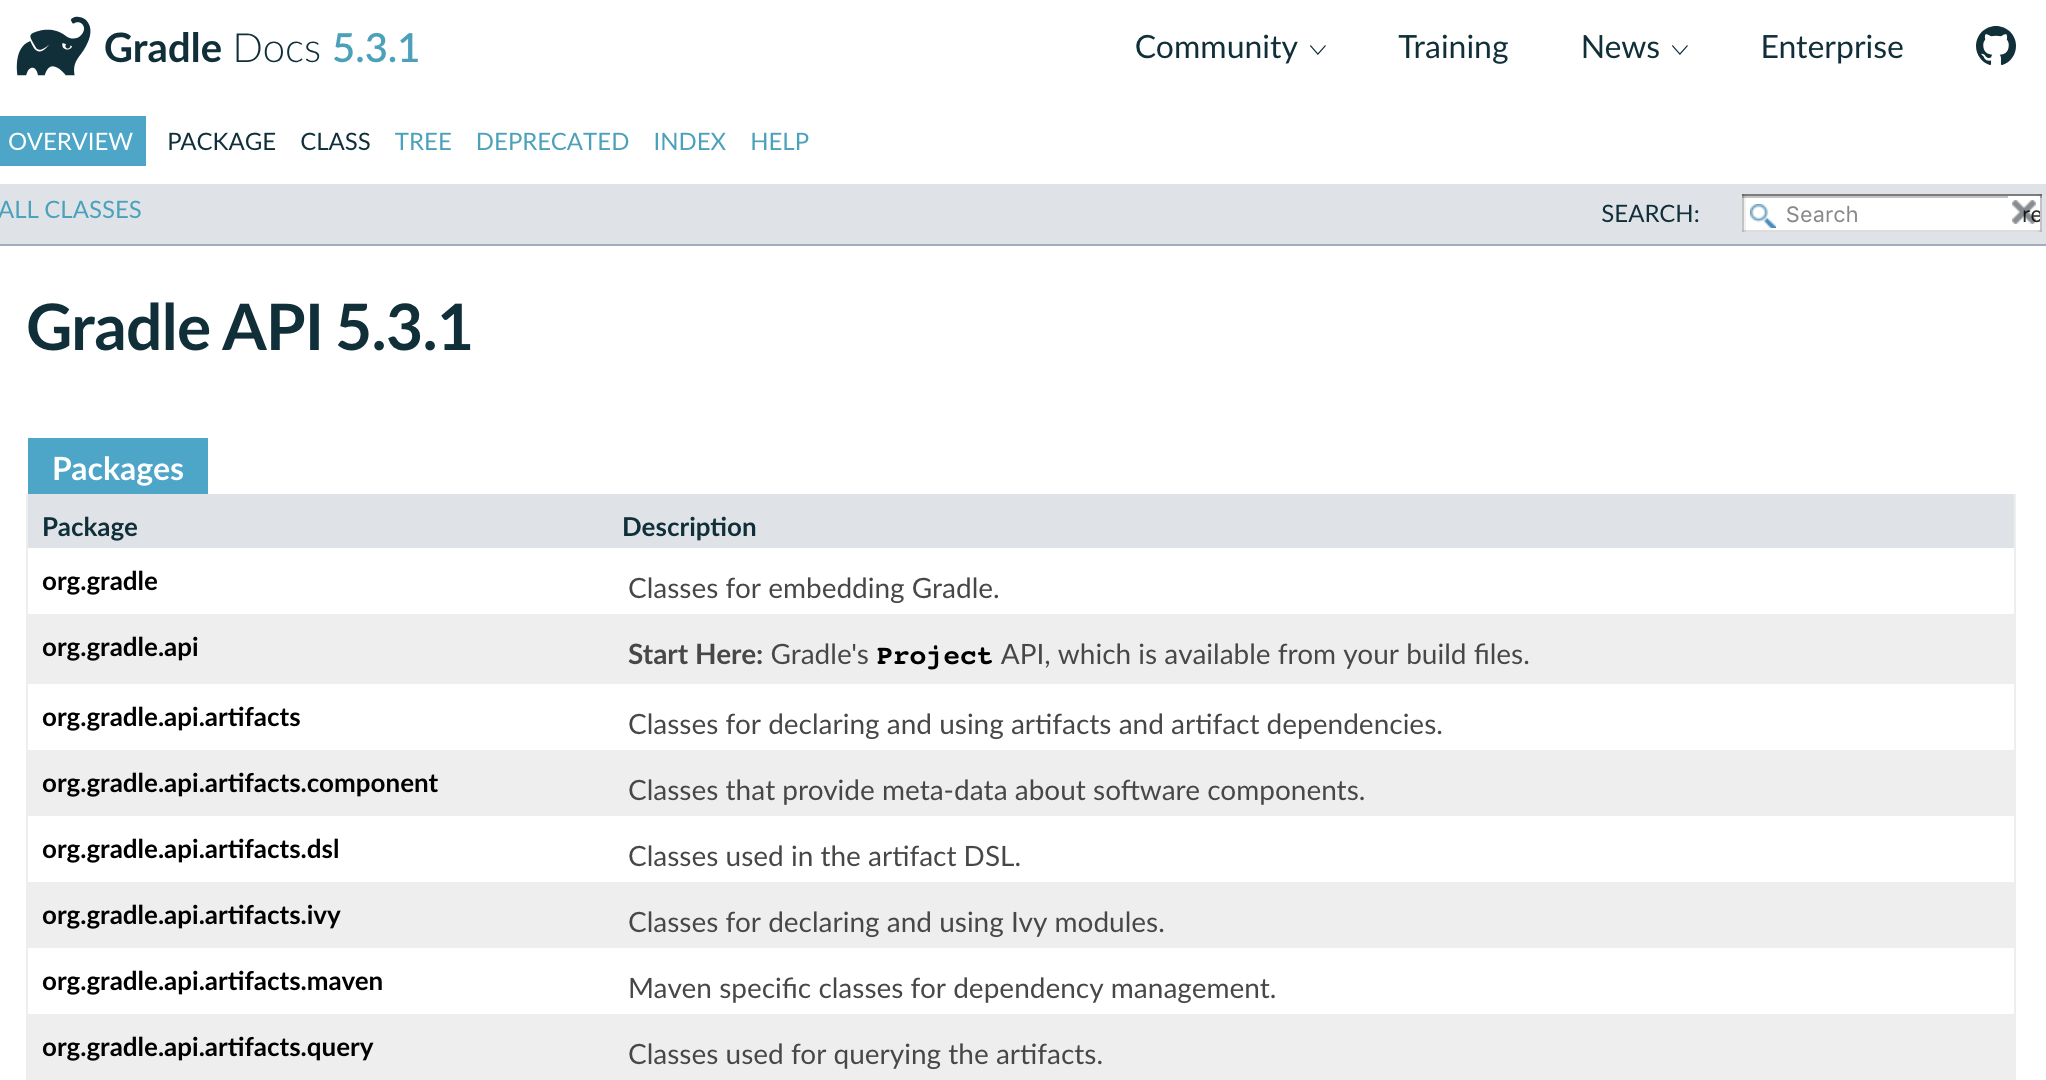 Gradle Docs 5.3.1 Community Training News Enterprise
OVERVIEW PACKAGE CLASS TREE DEPRECATED INDEX HELP
ALL CLASSES SEARCH: Search re
Gradle API 5.3.1
Packages
Package Description
org.gradle Classes for embedding Gradle.
org.gradle.api Start Here: Gradle's Project API, which is available from your build files.
org.gradle.api.artifacts Classes for declaring and using artifacts and artifact dependencies.
org.gradle.api.artifacts.component Classes that provide meta-data about software components.
org.gradle.api.artifacts.dsl Classes used in the artifact DSL.
org.gradle.api.artifacts.ivy Classes for declaring and using Ivy modules.
org.gradle.api.artifacts.maven Maven specific classes for dependency management.
org.gradle.api.artifacts.query Classes used for querying the artifacts.